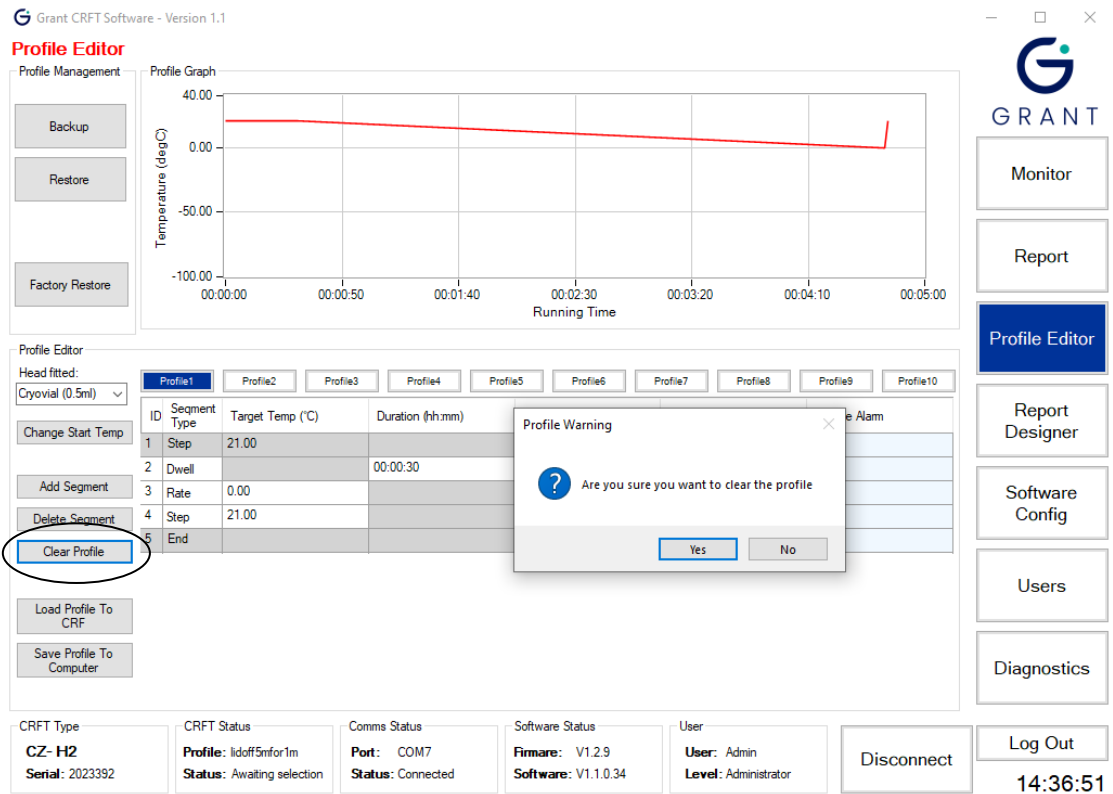 Grant CRFT Software - Version 1.1
Profile Editor
Profile Management
Backup
Restore
Factory Restore
Profile Graph
Temperature (degC)
40.00
0.00
-50.00
-100.00
00:00:00 00:00:50 00:01:40 00:02:30 00:03:20 00:04:10 00:05:00
Running Time
GRANT
Monitor
Report
Profile Editor
Report
Designer
Software
Config
Users
Diagnostics
Profile Editor
Head fitted:
Cryovial (0.5ml)
Change Start Temp
Add Segment
Delete Segment
Clear Profile
Load Profile To
CRF
Save Profile To
Computer
Profile1 Profile2 Profile3 Profile4 Profile5 Profile6 Profile7 Profile8 Profile9 Profile10
ID Segment Type Target Temp (°C) Duration (hh:mm) e Alarm
1 Step 21.00
2 Dwell 00:00:30
3 Rate 0.00
4 Step 21.00
5 End
Profile Warning
Are you sure you want to clear the profile
Yes No
CRFT Type
CZ- H2
Serial: 2023392
CRFT Status
Profile: lidoff5mfor1m
Status: Awaiting selection
Comms Status
Port: COM7
Status: Connected
Software Status
Firmare: V1.2.9
Software: V1.1.0.34
User
User: Admin
Level: Administrator
Disconnect
Log Out
14:36:51